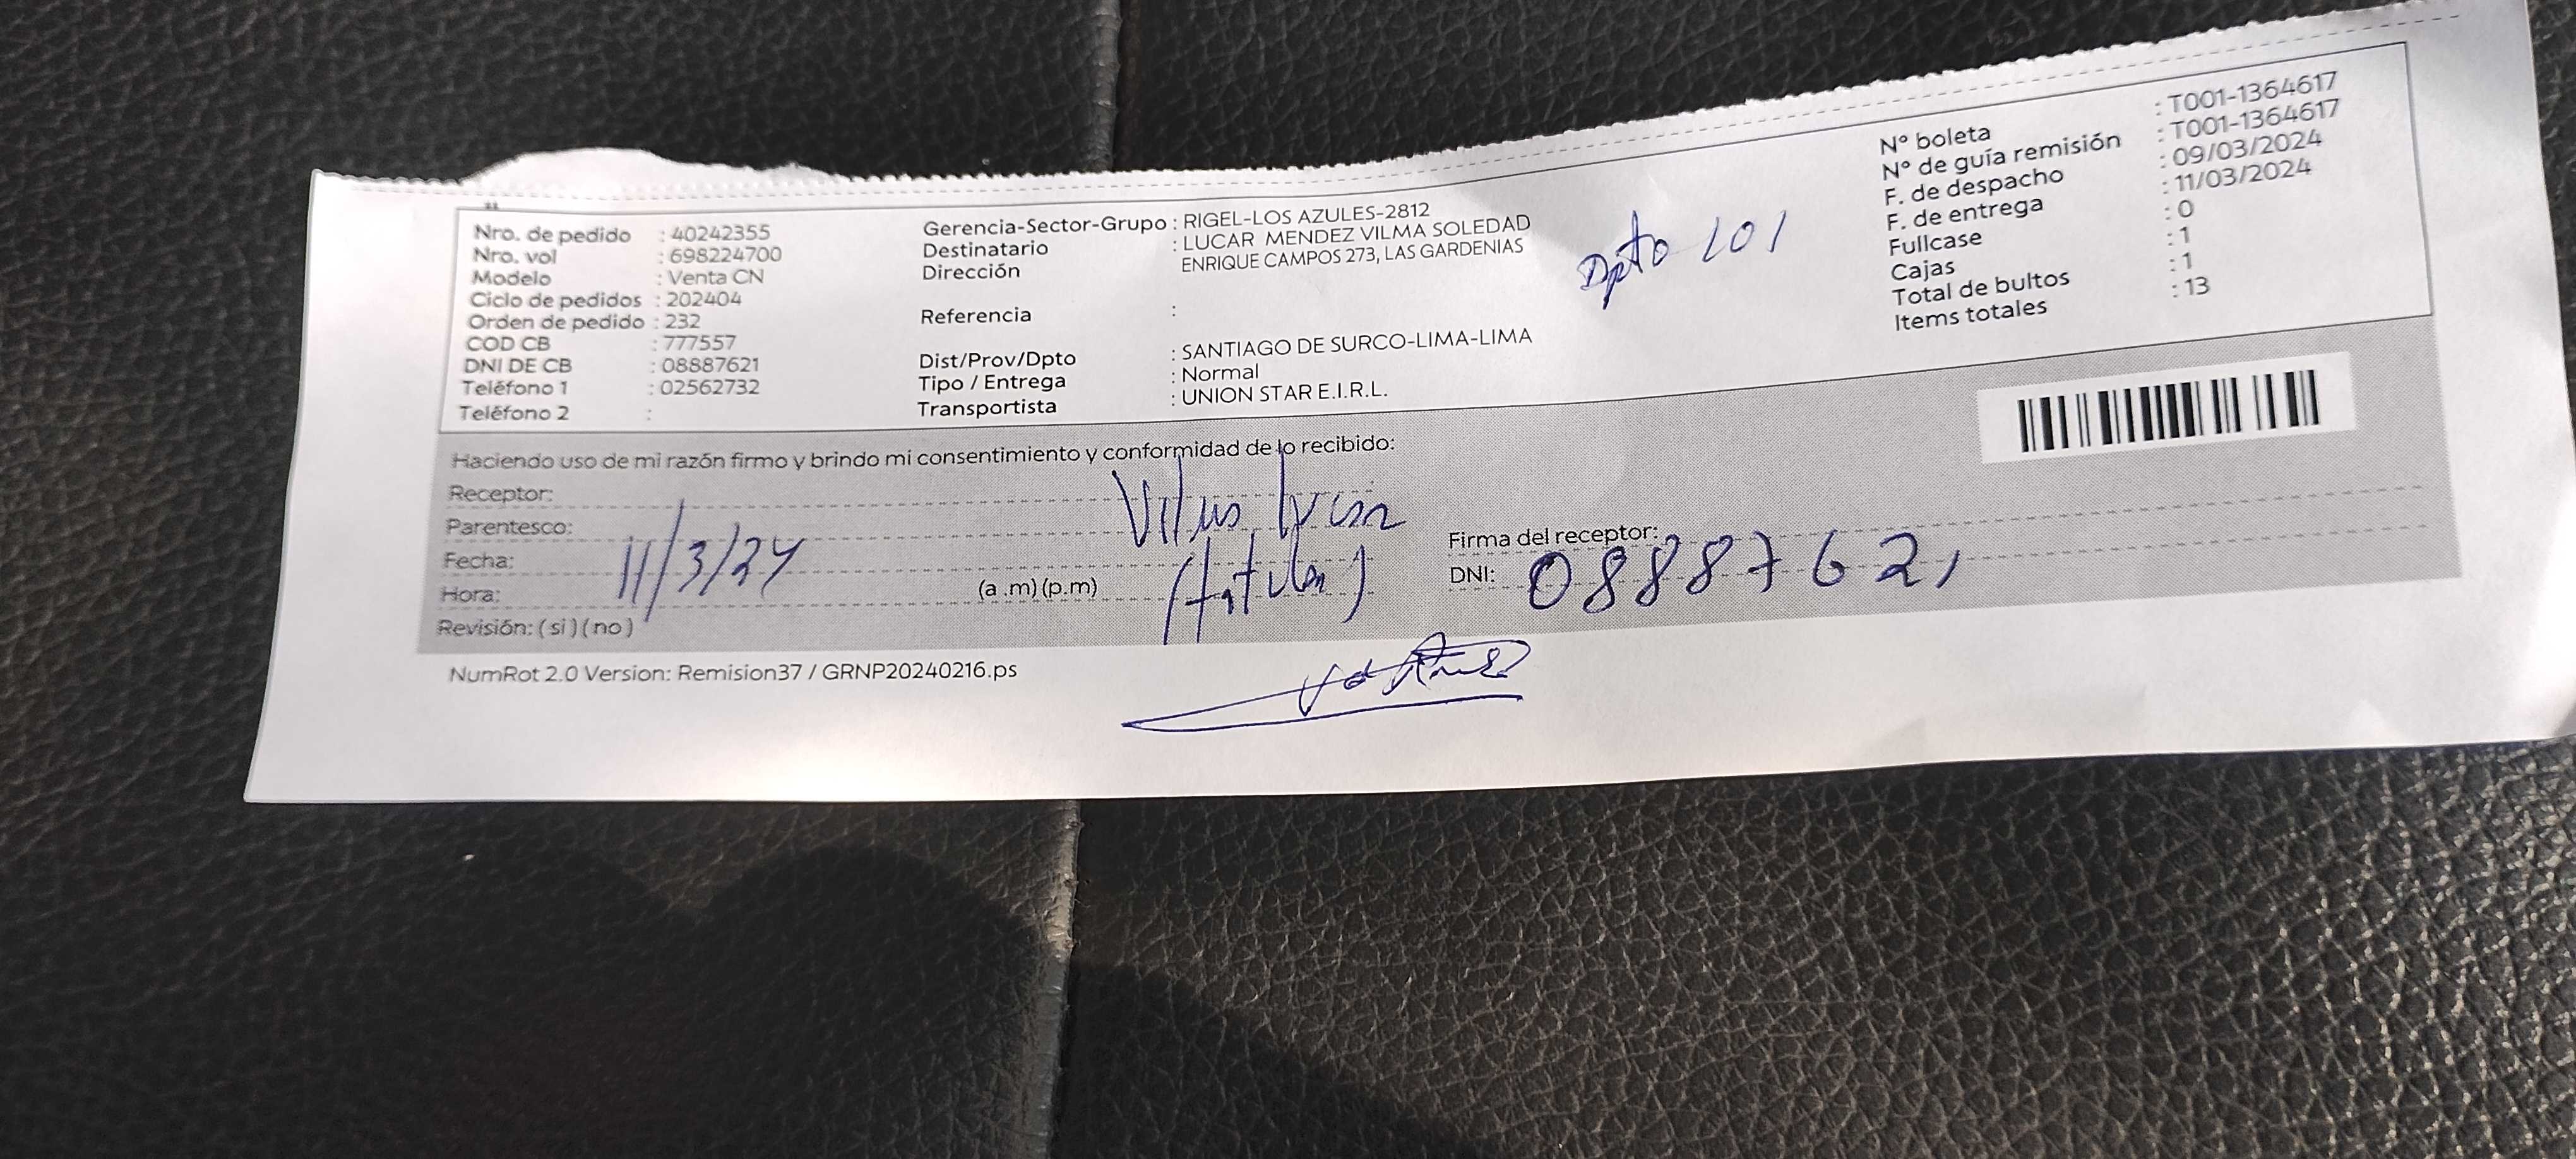 Nro. de pedido : 40242355
Nro. vol : 698224700
Modelo : Venta CN
Ciclo de pedidos : 202404
Orden de pedido : 232
COD CB : 777557
DNI DE CB : 08887621
Teléfono 1 : 02562732
Teléfono 2 :
Gerencia-Sector-Grupo : RIGEL-LOS AZULES-2812
Destinatario : LUCAR MENDEZ VILMA SOLEDAD
Dirección ENRIQUE CAMPOS 273, LAS GARDENIAS
Referencia :
Dist/Prov/Dpto : SANTIAGO DE SURCO-LIMA-LIMA
Tipo / Entrega : Normal
Transportista : UNION STAR E.I.R.L.
Dpto 101
N° boleta : T001-1364617
N° de guía remisión : T001-1364617
F. de despacho : 09/03/2024
F. de entrega : 11/03/2024
Fullcase : 0
Cajas : 1
Total de bultos : 1
Items totales : 13
Haciendo uso de mi razón firmo y brindo mi consentimiento y conformidad de lo recibido:
Receptor:
Parentesco:
Fecha: 11/3/24
Hora: (a .m) (p.m)
Revisión: ( si ) ( no )
Vilma Lucar
(titular)
Firma del receptor:
DNI: 08887621
NumRot 2.0 Version: Remision37 / GRNP20240216.ps